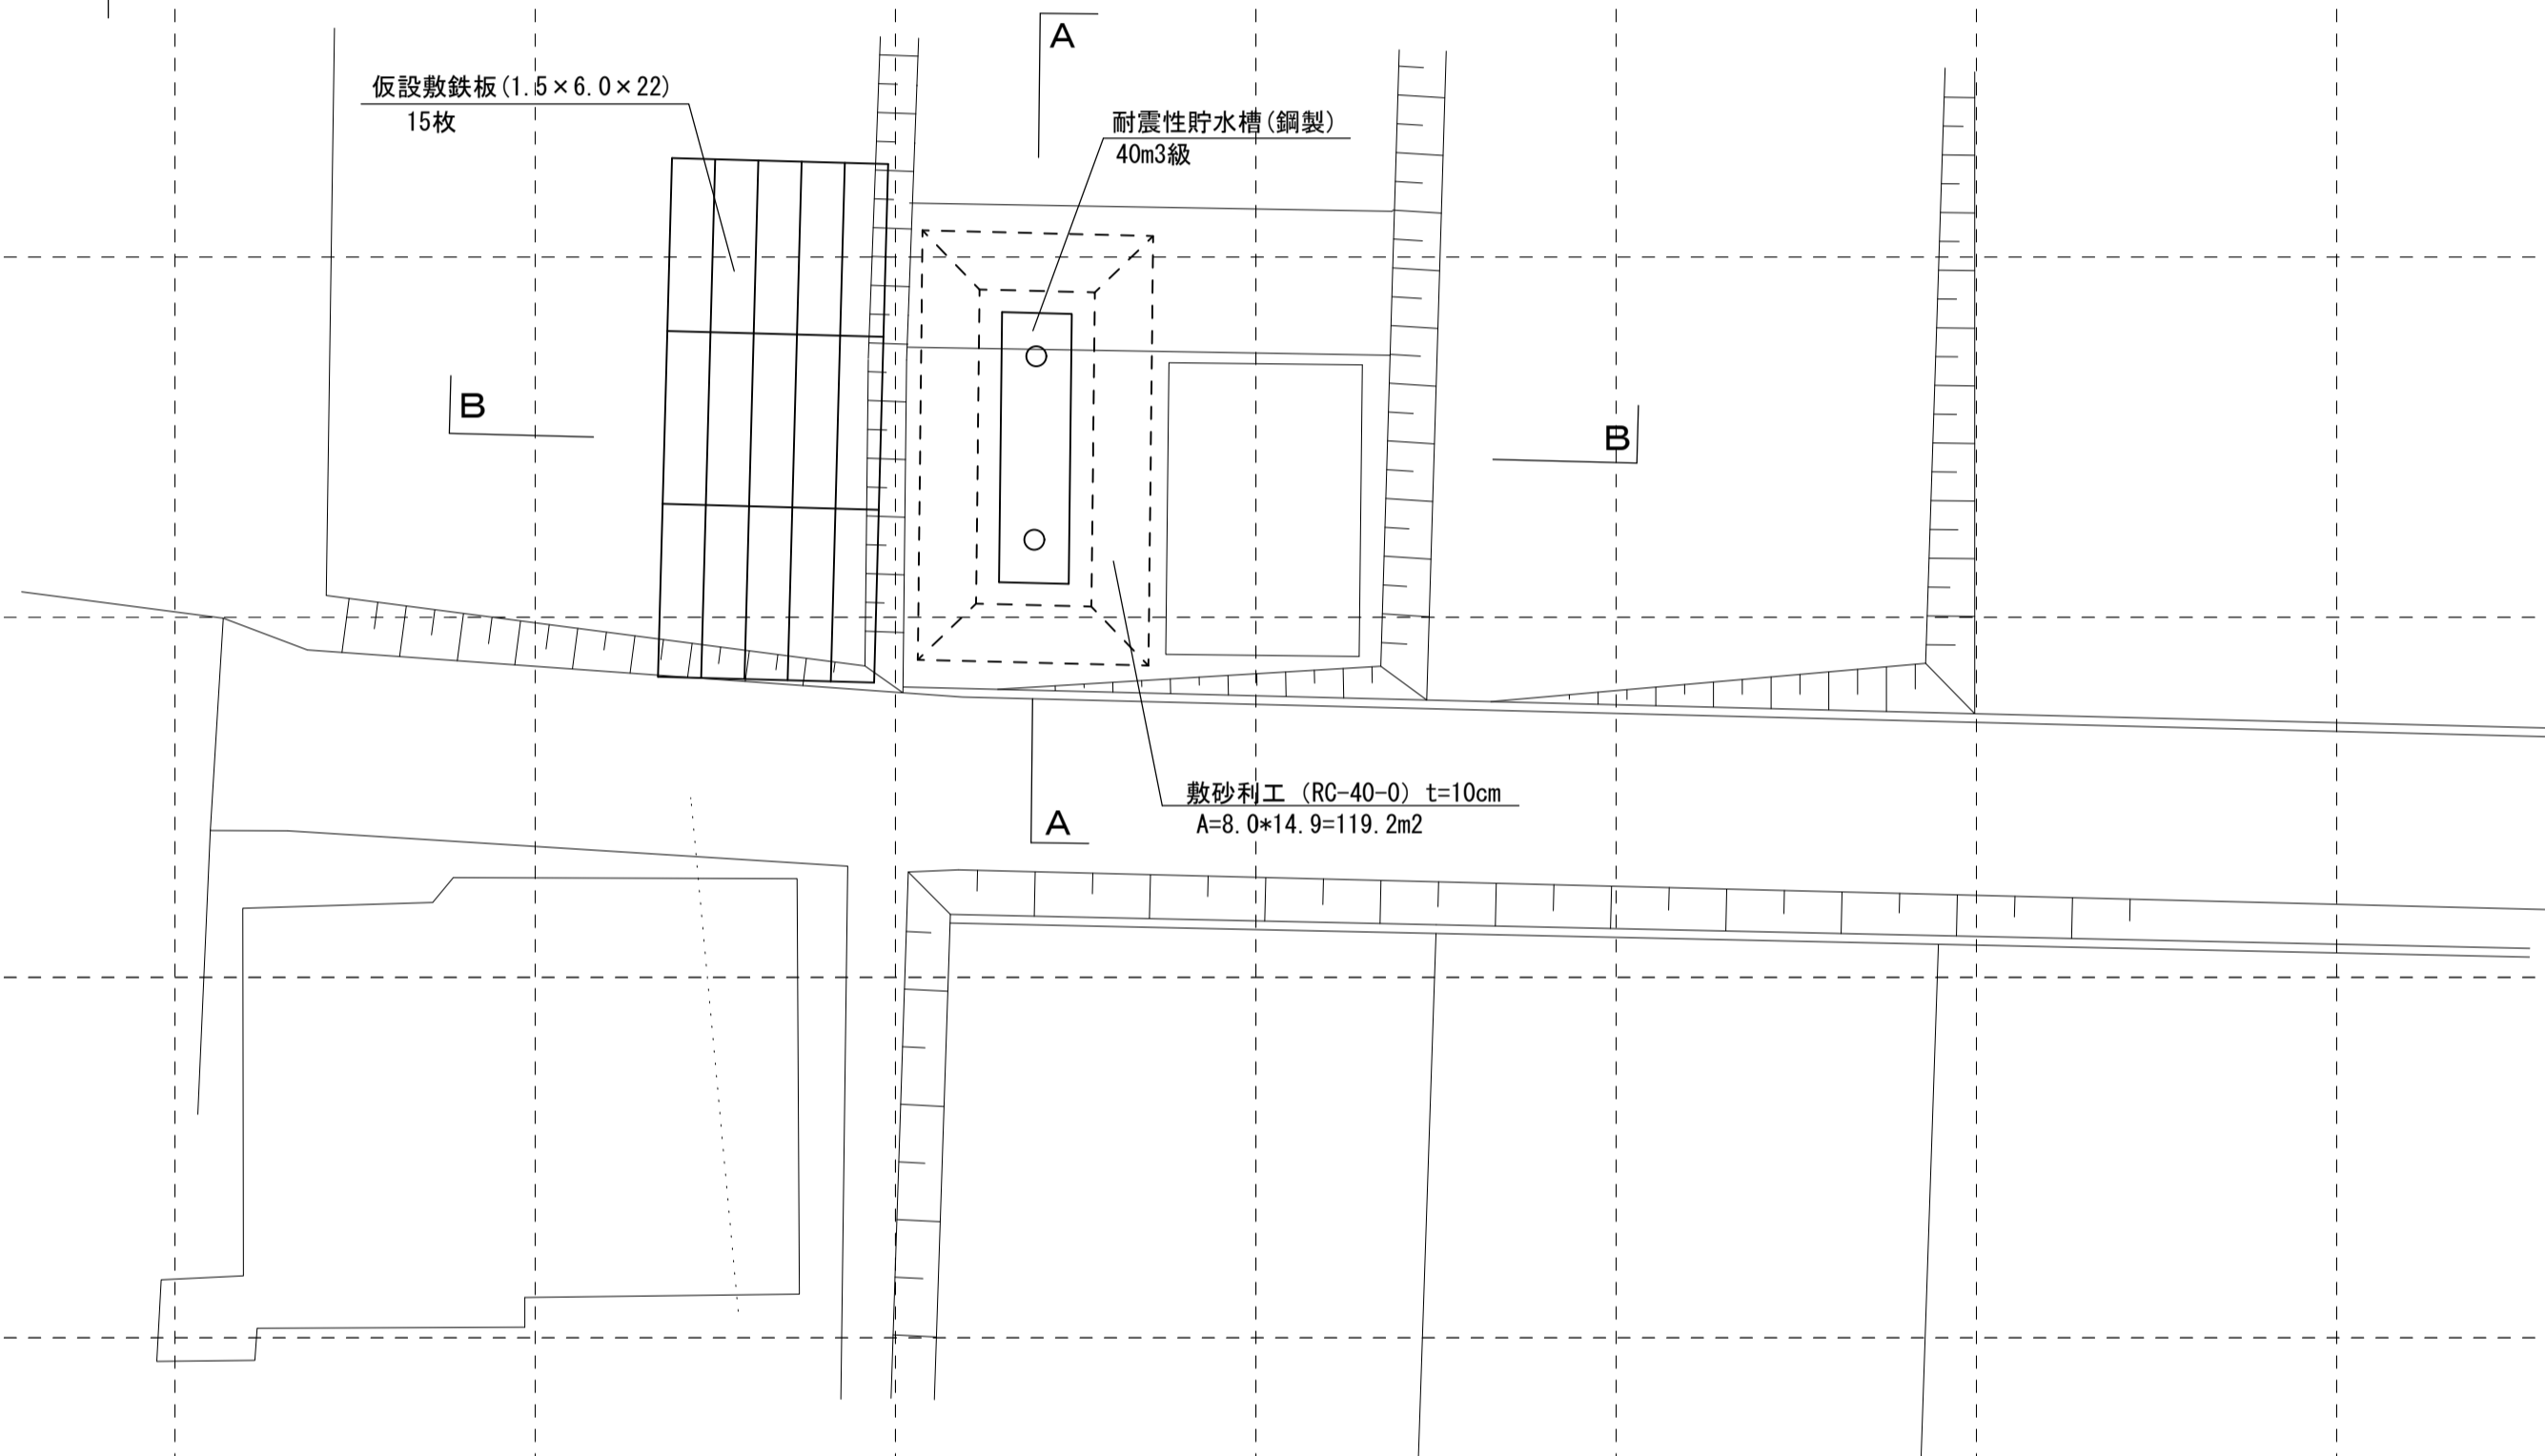 A
仮設敷鉄板(1.5×6.0×22)
15枚
耐震性貯水槽(鋼製)
40m3級
B
B
敷砂利工 (RC-40-0) t=10cm
A=8.0*14.9=119.2m2
A